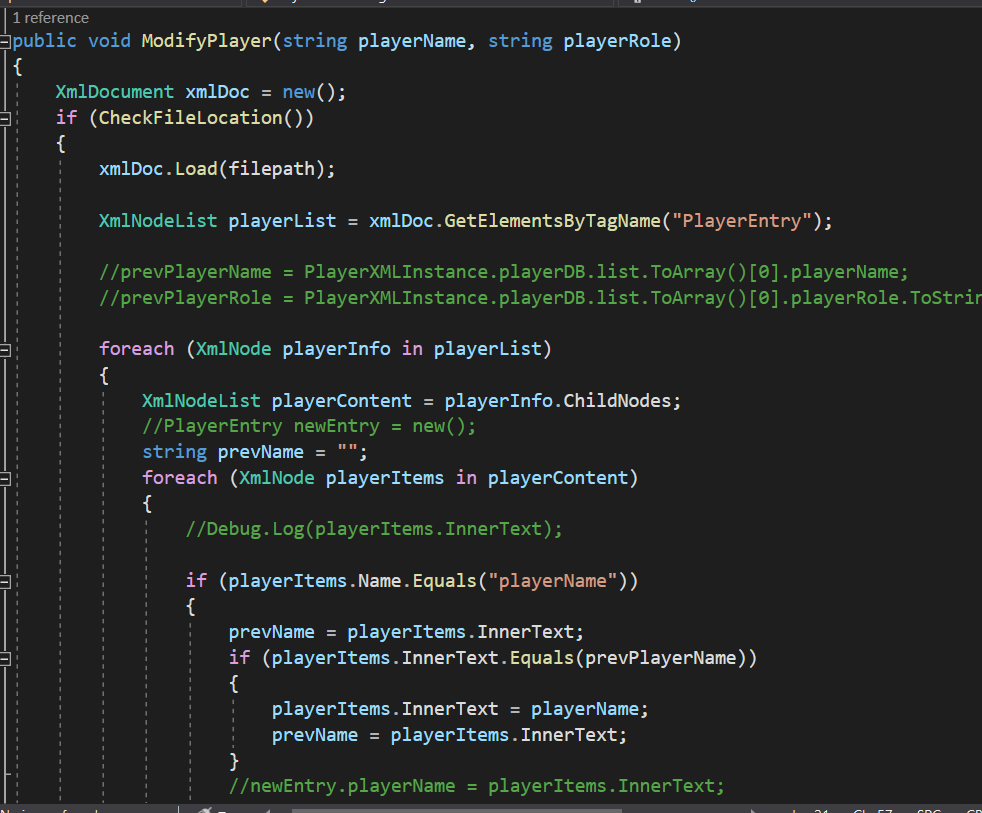 1 reference
public void ModifyPlayer(string playerName, string playerRole)
{
XmlDocument xmlDoc = new();
if (CheckFileLocation())
{
xmlDoc.Load(filepath);
XmlNodeList playerList = xmlDoc.GetElementsByTagName("PlayerEntry");
//prevPlayerName = PlayerXMLInstance.playerDB.list.ToArray()[0].playerName;
//prevPlayerRole = PlayerXMLInstance.playerDB.list.ToArray()[0].playerRole.ToStrin
foreach (XmlNode playerInfo in playerList)
{
XmlNodeList playerContent = playerInfo.ChildNodes;
//PlayerEntry newEntry = new();
string prevName = "";
foreach (XmlNode playerItems in playerContent)
{
//Debug.Log(playerItems.InnerText);
if (playerItems.Name.Equals("playerName"))
{
prevName = playerItems.InnerText;
if (playerItems.InnerText.Equals(prevPlayerName))
{
playerItems.InnerText = playerName;
prevName = playerItems.InnerText;
}
//newEntry.playerName = playerItems.InnerText;